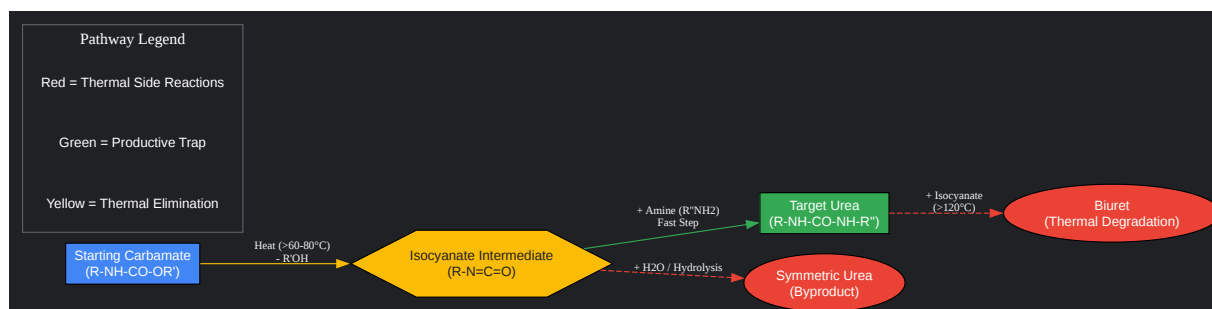 Pathway Legend
Red = Thermal Side Reactions
Green = Productive Trap
Yellow = Thermal Elimination
Starting Carbamate
(R-NH-CO-OR')
Heat (>60-80°C)
- R'OH
Isocyanate Intermediate
(R-N=C=O)
+ Amine (R''NH2)
Fast Step
+ H2O / Hydrolysis
Target Urea
(R-NH-CO-NH-R'')
Symmetric Urea
(Byproduct)
+ Isocyanate
(>120°C)
Biuret
(Thermal Degradation)